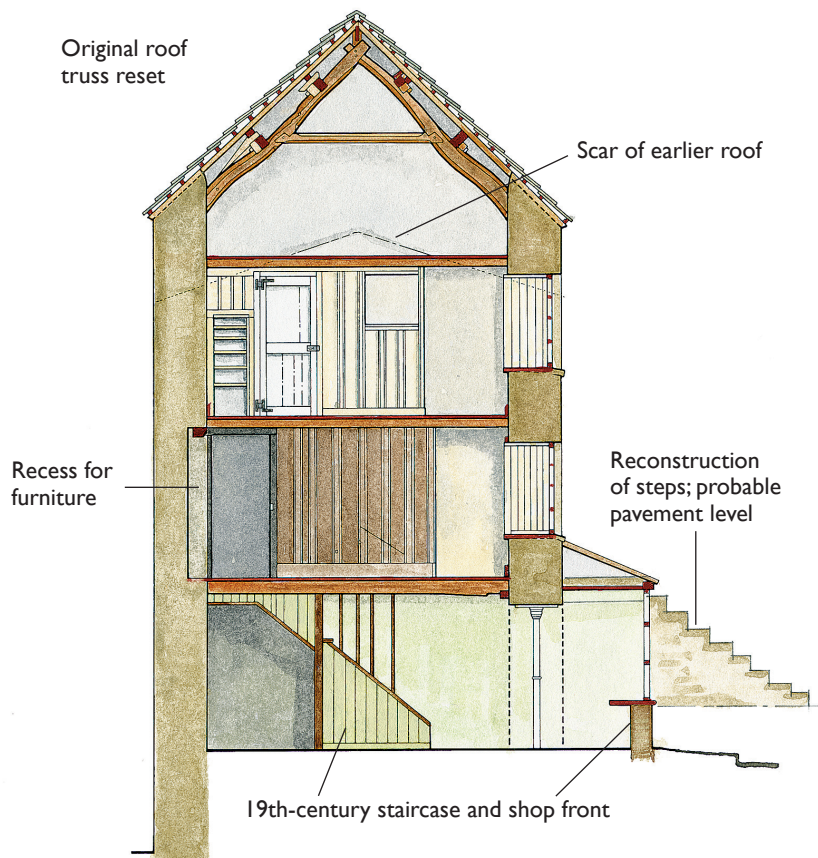 Original roof
truss reset
Scar of earlier roof
Recess for
furniture
Reconstruction
of steps; probable
pavement level
19th-century staircase and shop front